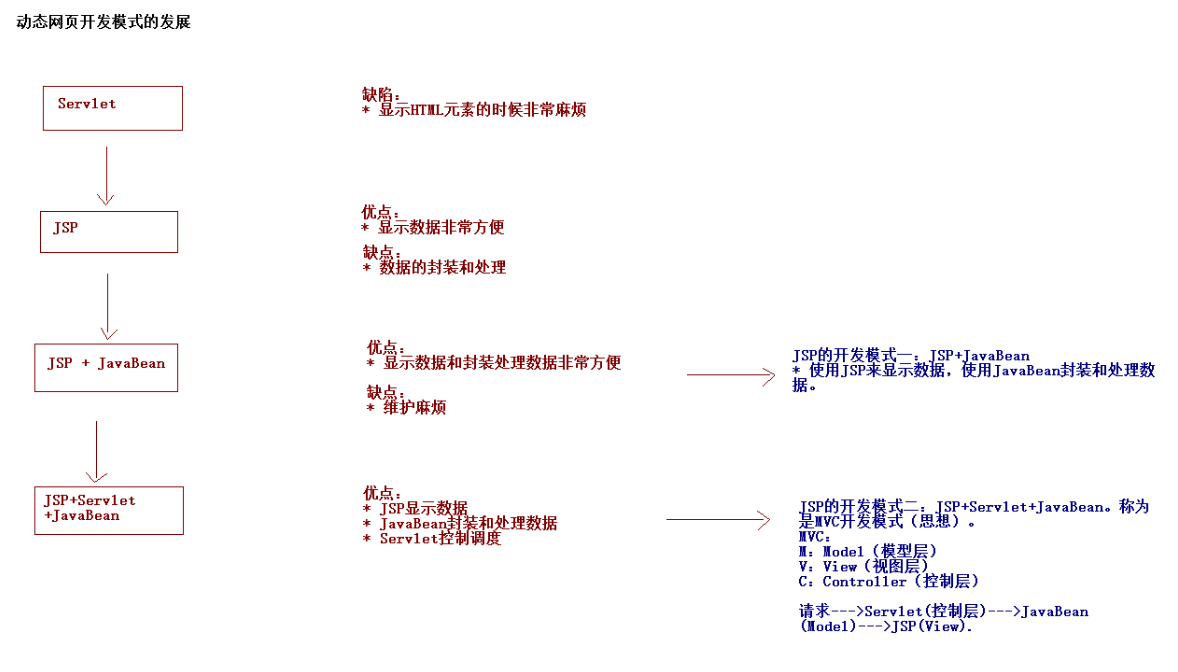 动态网页开发模式的发展
Servlet
缺陷：
* 显示HTML元素的时候非常麻烦
JSP
优点：
* 显示数据非常方便
缺点：
* 数据的封装和处理
JSP + JavaBean
优点：
* 显示数据和封装处理数据非常方便
缺点：
* 维护麻烦
JSP的开发模式一：JSP+JavaBean
* 使用JSP来显示数据，使用JavaBean封装和处理数
据。
JSP+Servlet
+JavaBean
优点：
* JSP显示数据
* JavaBean封装和处理数据
* Servlet控制调度
JSP的开发模式二：JSP+Servlet+JavaBean。称为
是MVC开发模式（思想）。
MVC：
M：Model（模型层）
V：View（视图层）
C：Controller（控制层）
请求--->Servlet(控制层)--->JavaBean
(Model)--->JSP(View).